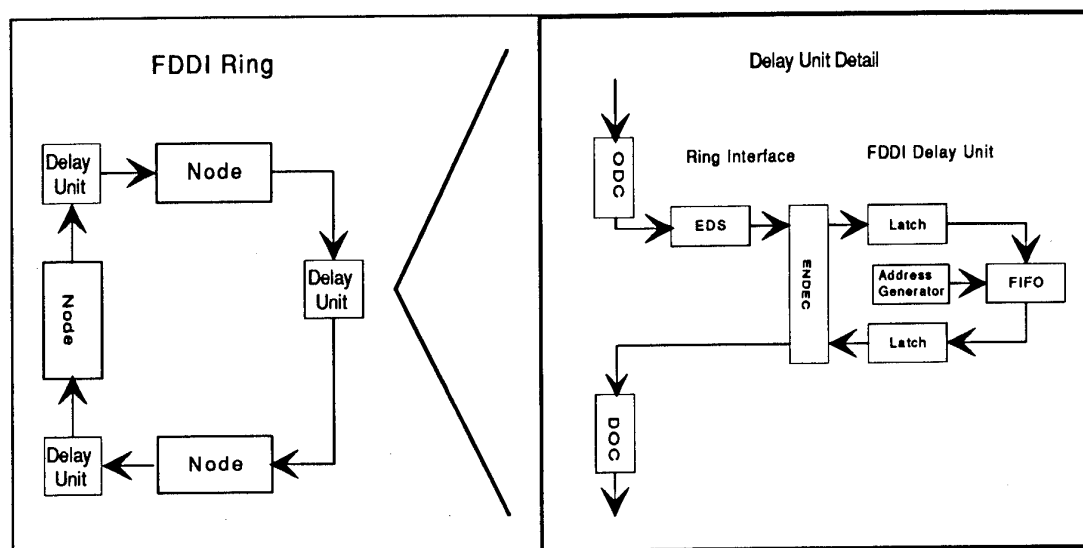 FDDI Ring
Delay
Unit
Node
Delay
Unit
Node
Delay
Unit
Node
Delay Unit Detail
Ring Interface
FDDI Delay Unit
ODC
EDS
ENDEC
Latch
Address
Generator
FIFO
Latch
DOC